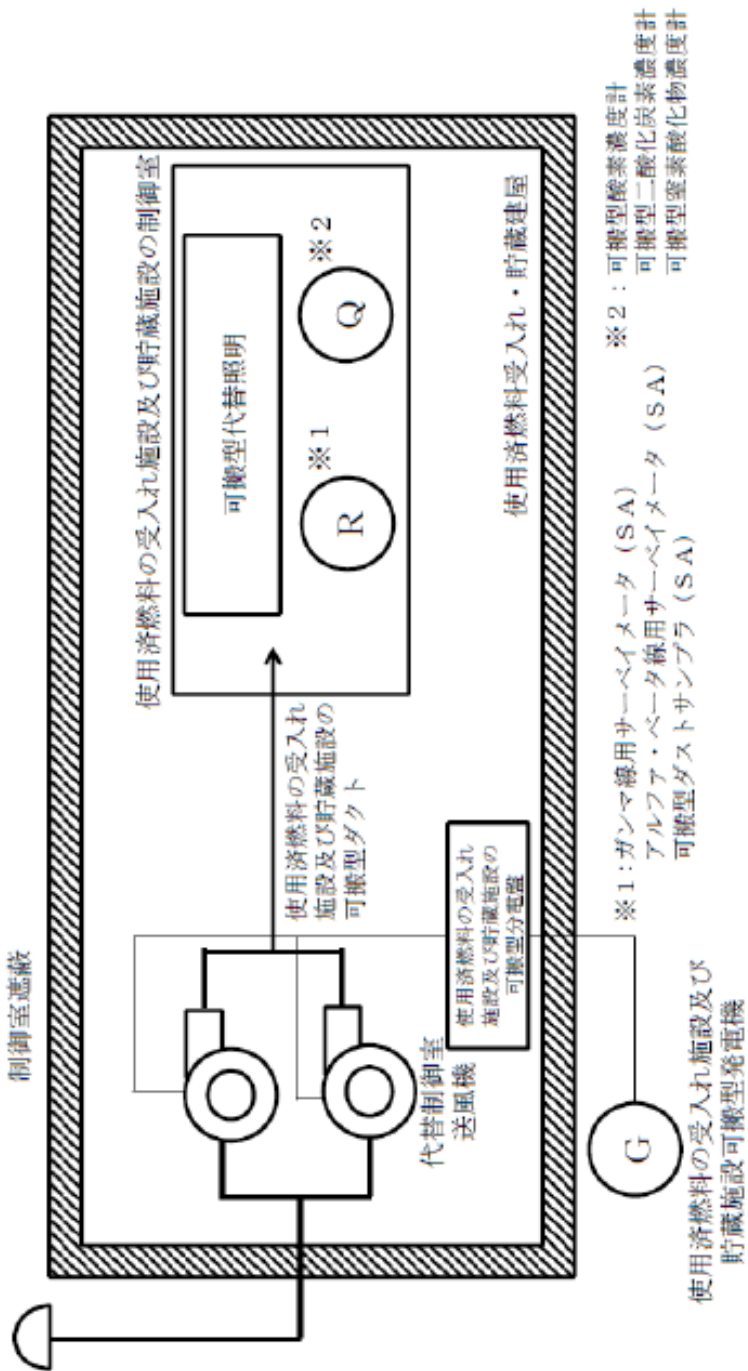 制御室遮蔽
使用済燃料の受入れ施設及び貯蔵施設の制御室
可搬型代替照明
R
※1
Q
※2
使用済燃料の受入れ
施設及び貯蔵施設の
可搬型ダクト
代替制御室
送風機
使用済燃料の受入れ
施設及び貯蔵施設の
可搬型分電盤
使用済燃料受入れ・貯蔵建屋
G
使用済燃料の受入れ施設及び
貯蔵施設可搬型発電機
※1:ガンマ線用サーベイメータ(SA)
アルファ・ベータ線用サーベイメータ(SA)
可搬型ダストサンプラ(SA)
※2:可搬型酸素濃度計
可搬型二酸化炭素濃度計
可搬型窒素酸化物濃度計